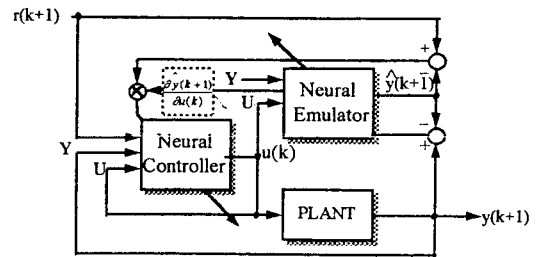 r(k+1)
+
∂ŷ(k+1)
∂u(k)
Y
U
Neural
Emulator
ŷ(k+1)
−
−
+
Y
U
Neural
Controller
u(k)
PLANT
y(k+1)